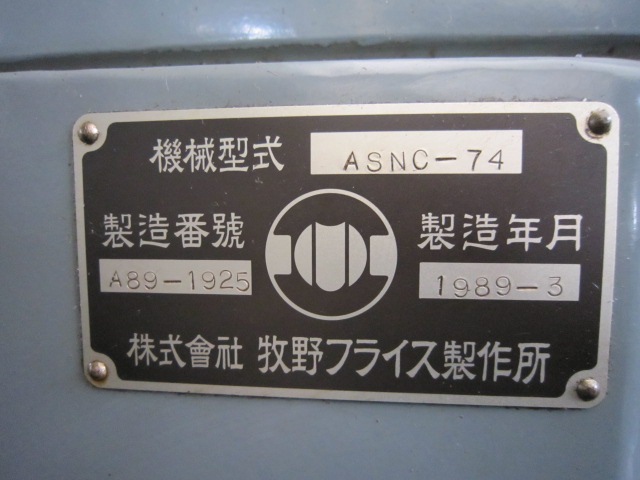 機械型式 ASNC-74
製造番號 製造年月
A89-1925 1989-3
株式會社 牧野フライス製作所